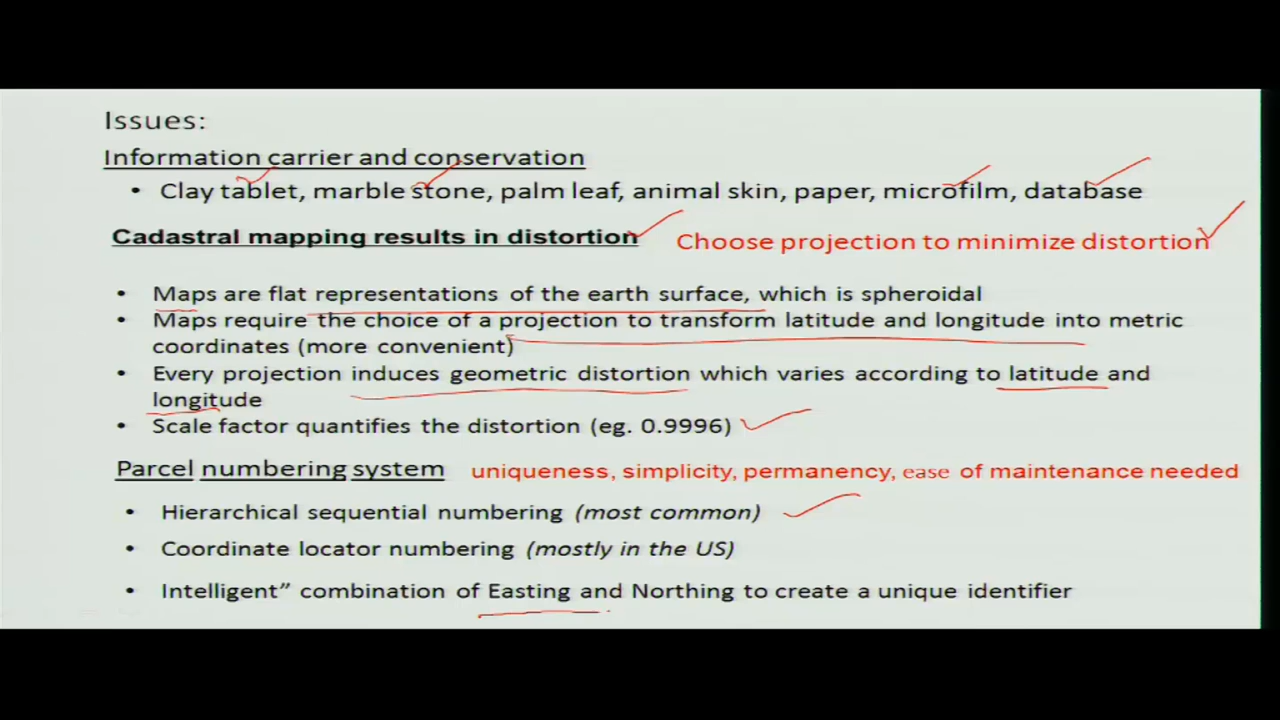 Issues:
Information carrier and conservation
• Clay tablet, marble stone, palm leaf, animal skin, paper, microfilm, database
Cadastral mapping results in distortion Choose projection to minimize distortion
• Maps are flat representations of the earth surface, which is spheroidal
• Maps require the choice of a projection to transform latitude and longitude into metric
coordinates (more convenient)
• Every projection induces geometric distortion which varies according to latitude and
longitude
• Scale factor quantifies the distortion (eg. 0.9996)
Parcel numbering system uniqueness, simplicity, permanency, ease of maintenance needed
• Hierarchical sequential numbering (most common)
• Coordinate locator numbering (mostly in the US)
• Intelligent” combination of Easting and Northing to create a unique identifier